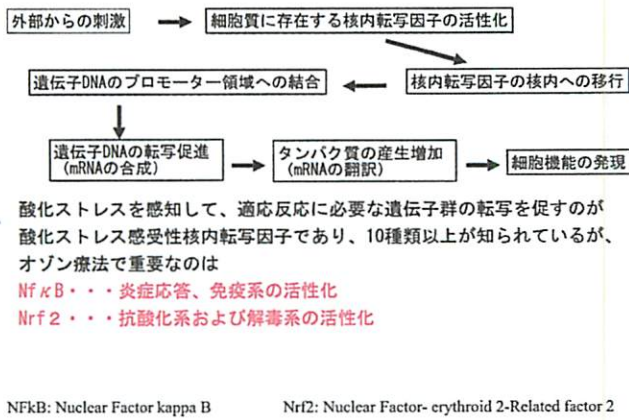 外部からの刺激
細胞質に存在する核内転写因子の活性化
核内転写因子の核内への移行
遺伝子DNAのプロモーター領域への結合
遺伝子DNAの転写促進
(mRNAの合成)
タンパク質の産生増加
(mRNAの翻訳)
細胞機能の発現
酸化ストレスを感知して、適応反応に必要な遺伝子群の転写を促すのが
酸化ストレス感受性核内転写因子であり、10種類以上が知られているが、
オゾン療法で重要なのは
NfκB・・・炎症応答、免疫系の活性化
Nrf２・・・抗酸化系および解毒系の活性化
NFkB: Nuclear Factor kappa B
Nrf2: Nuclear Factor- erythroid 2-Related factor 2